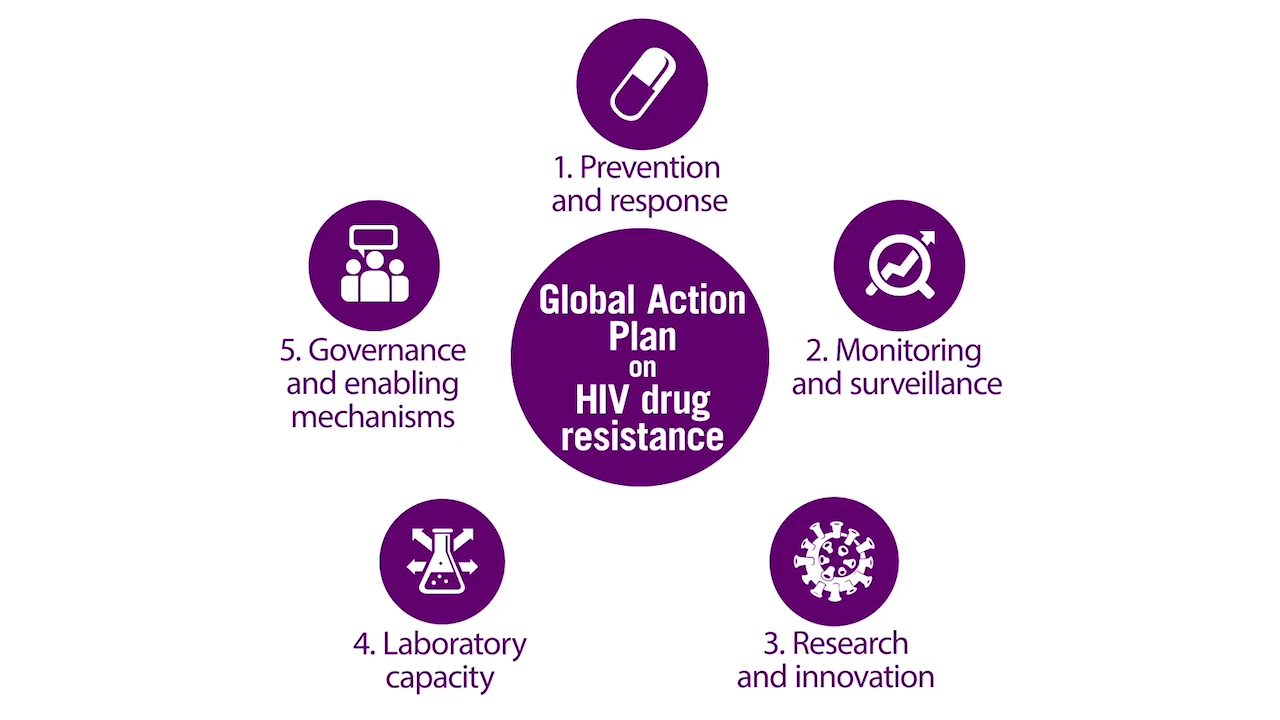 1. Prevention
and response
Global Action
Plan
on
HIV drug
resistance
2. Monitoring
and surveillance
3. Research
and innovation
4. Laboratory
capacity
5. Governance
and enabling
mechanisms